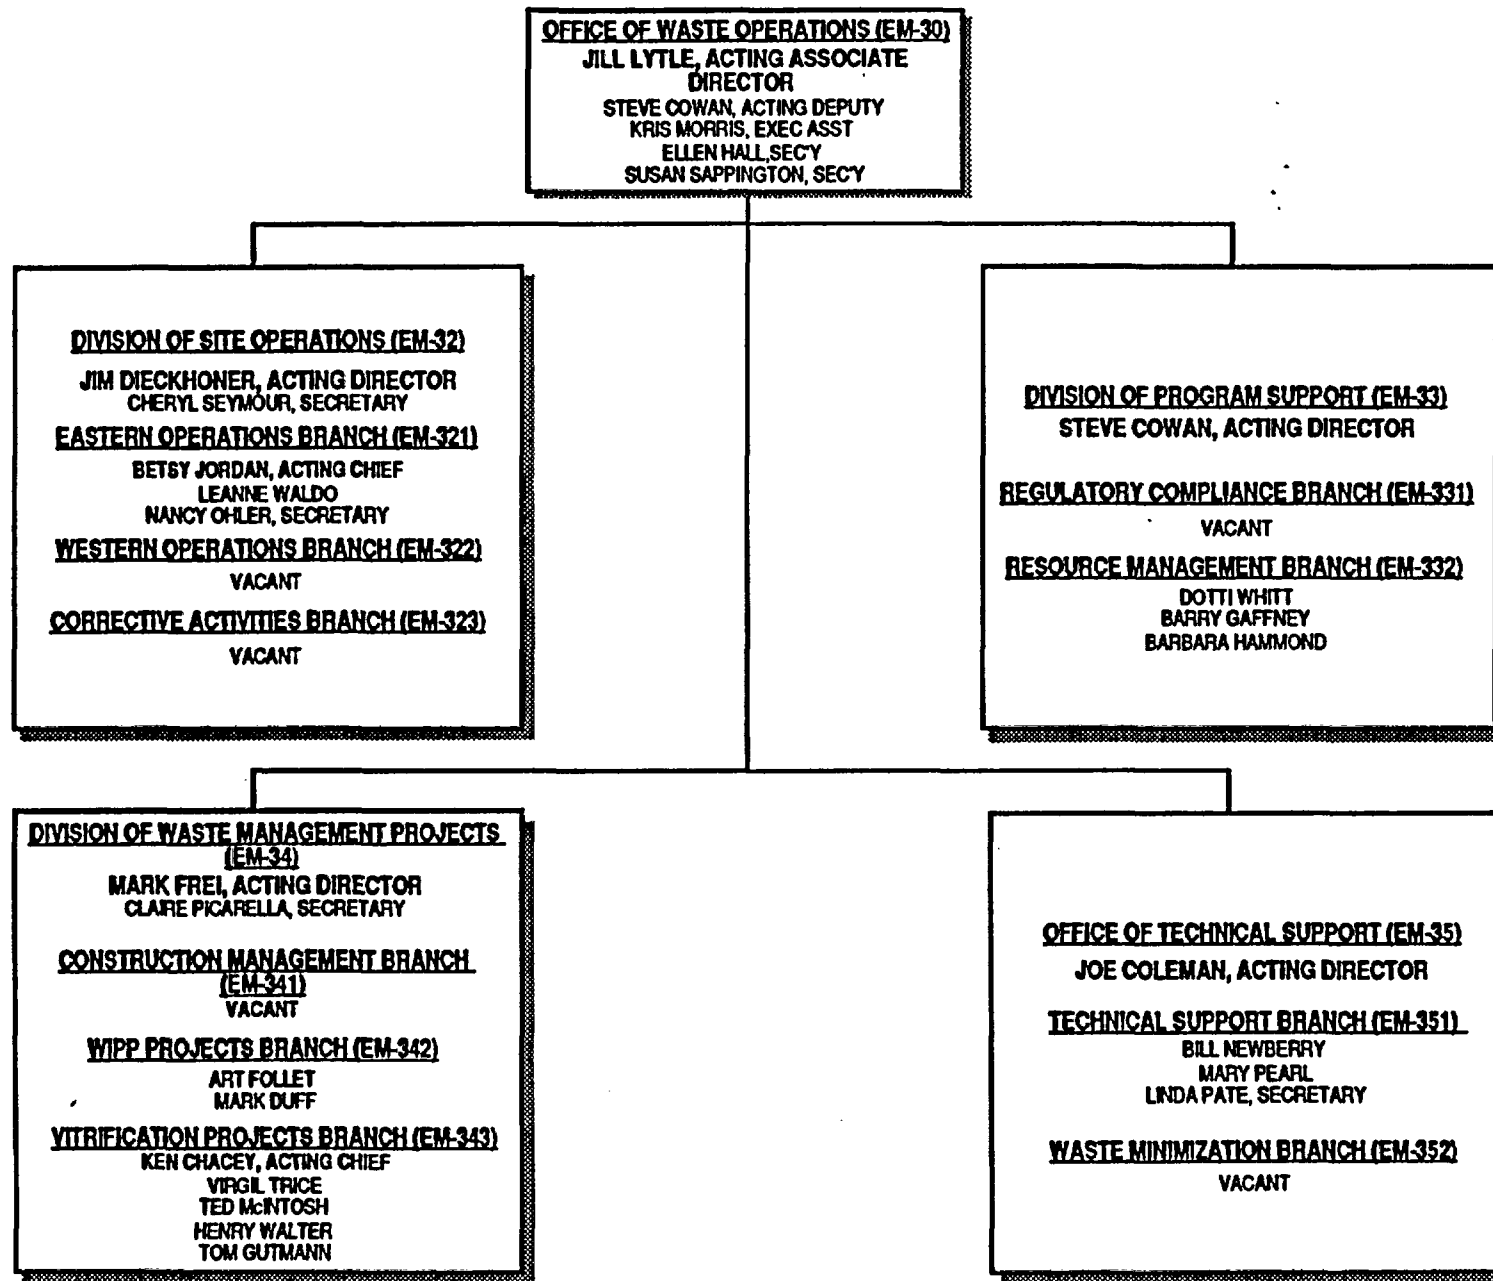 OFFICE OF WASTE OPERATIONS (EM-30)
JILL LYTLE, ACTING ASSOCIATE
DIRECTOR
STEVE COWAN, ACTING DEPUTY
KRIS MORRIS, EXEC ASST
ELLEN HALL,SEC'Y
SUSAN SAPPINGTON, SEC'Y
DIVISION OF SITE OPERATIONS (EM-32)
JIM DIECKHONER, ACTING DIRECTOR
CHERYL SEYMOUR, SECRETARY
EASTERN OPERATIONS BRANCH (EM-321)
BETSY JORDAN, ACTING CHIEF
LEANNE WALDO
NANCY OHLER, SECRETARY
WESTERN OPERATIONS BRANCH (EM-322)
VACANT
CORRECTIVE ACTIVITIES BRANCH (EM-323)
VACANT
DIVISION OF PROGRAM SUPPORT (EM-33)
STEVE COWAN, ACTING DIRECTOR
REGULATORY COMPLIANCE BRANCH (EM-331)
VACANT
RESOURCE MANAGEMENT BRANCH (EM-332)
DOTTI WHITT
BARRY GAFFNEY
BARBARA HAMMOND
DIVISION OF WASTE MANAGEMENT PROJECTS
(EM-34)
MARK FREI, ACTING DIRECTOR
CLAIRE PICARELLA, SECRETARY
CONSTRUCTION MANAGEMENT BRANCH
(EM-341)
VACANT
WIPP PROJECTS BRANCH (EM-342)
ART FOLLET
MARK DUFF
VITRIFICATION PROJECTS BRANCH (EM-343)
KEN CHACEY, ACTING CHIEF
VIRGIL TRICE
TED McINTOSH
HENRY WALTER
TOM GUTMANN
OFFICE OF TECHNICAL SUPPORT (EM-35)
JOE COLEMAN, ACTING DIRECTOR
TECHNICAL SUPPORT BRANCH (EM-351)
BILL NEWBERRY
MARY PEARL
LINDA PATE, SECRETARY
WASTE MINIMIZATION BRANCH (EM-352)
VACANT